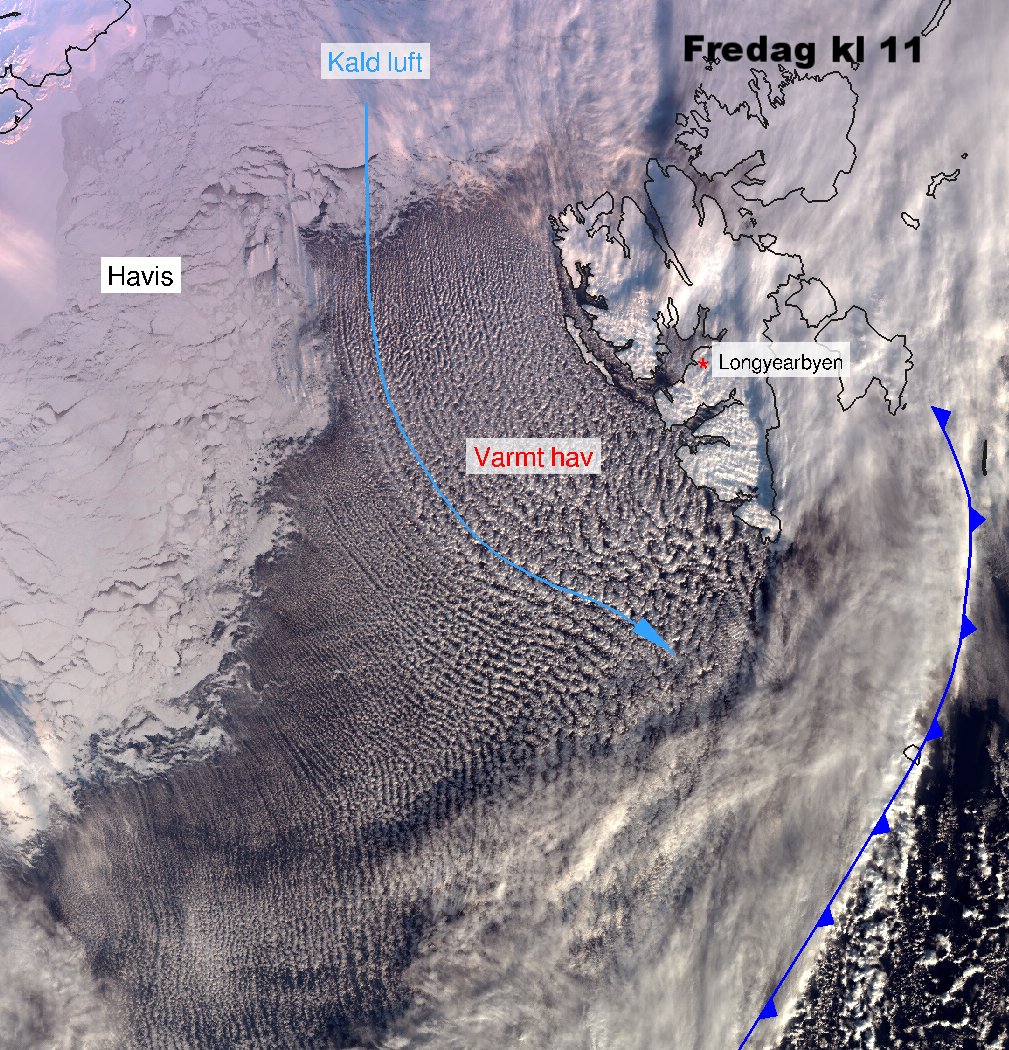 Fredag kl 11
Kald luft
Havis
Longyearbyen
Varmt hav